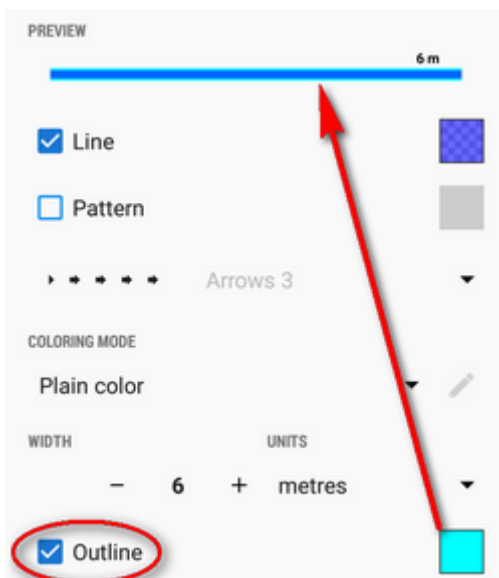 PREVIEW
6 m
Line
Pattern
Arrows 3
COLORING MODE
Plain color
WIDTH UNITS
− 6 + metres
Outline